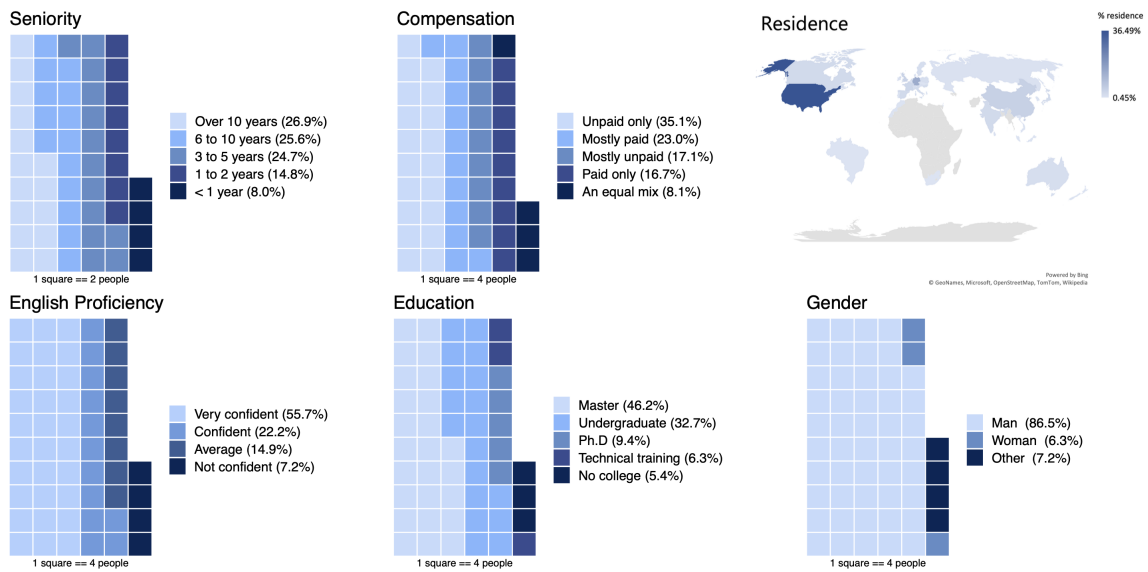 Seniority
Over 10 years (26.9%)
6 to 10 years (25.6%)
3 to 5 years (24.7%)
1 to 2 years (14.8%)
< 1 year (8.0%)
1 square == 2 people
Compensation
Unpaid only (35.1%)
Mostly paid (23.0%)
Mostly unpaid (17.1%)
Paid only (16.7%)
An equal mix (8.1%)
1 square == 4 people
Residence
% residence
36.49%
0.45%
Powered by Bing
© GeoNames, Microsoft, OpenStreetMap, TomTom, Wikipedia
English Proficiency
Very confident (55.7%)
Confident (22.2%)
Average (14.9%)
Not confident (7.2%)
1 square == 4 people
Education
Master (46.2%)
Undergraduate (32.7%)
Ph.D (9.4%)
Technical training (6.3%)
No college (5.4%)
1 square == 4 people
Gender
Man (86.5%)
Woman (6.3%)
Other (7.2%)
1 square == 4 people